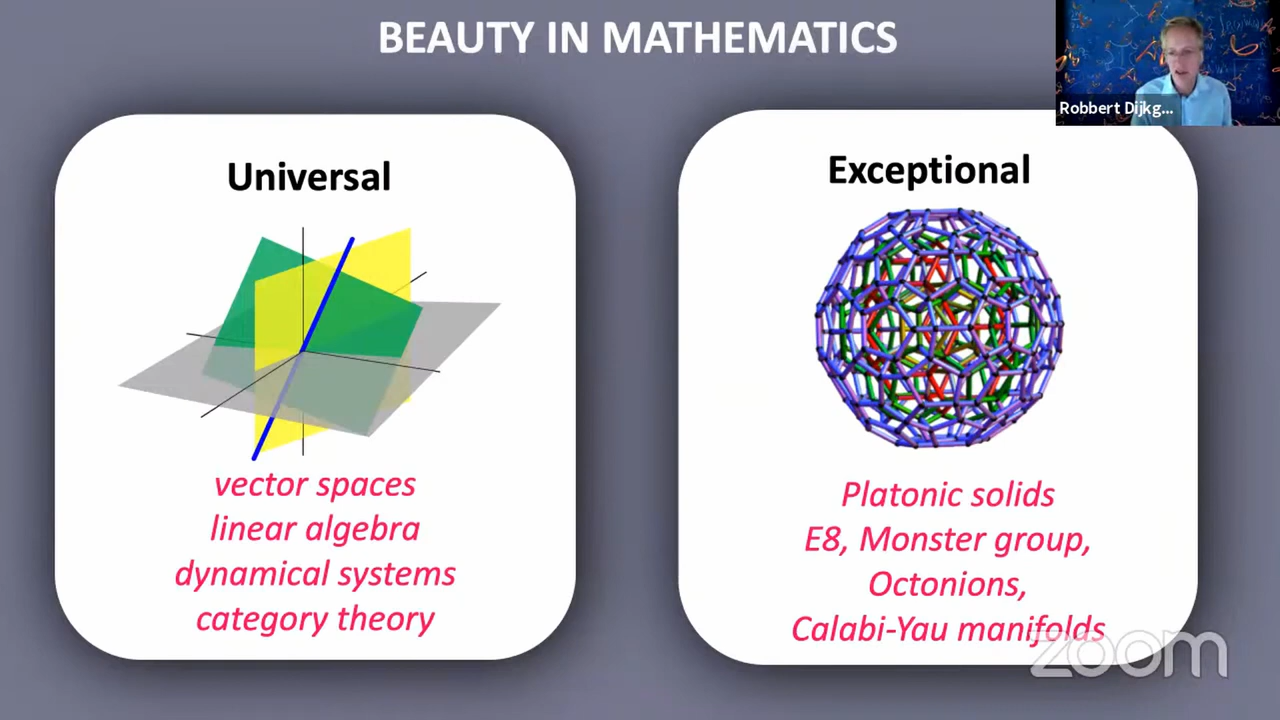 BEAUTY IN MATHEMATICS
Robbert Dijkg...
Universal
vector spaces
linear algebra
dynamical systems
category theory
Exceptional
Platonic solids
E8, Monster group,
Octonions,
Calabi-Yau manifolds
zoom